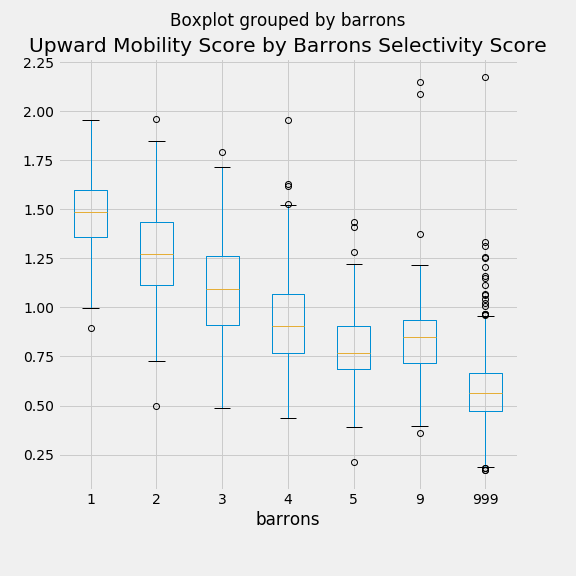 Boxplot grouped by barrons
Upward Mobility Score by Barrons Selectivity Score
2.25
2.00
1.75
1.50
1.25
1.00
0.75
0.50
0.25
1 2 3 4 5 9 999
barrons